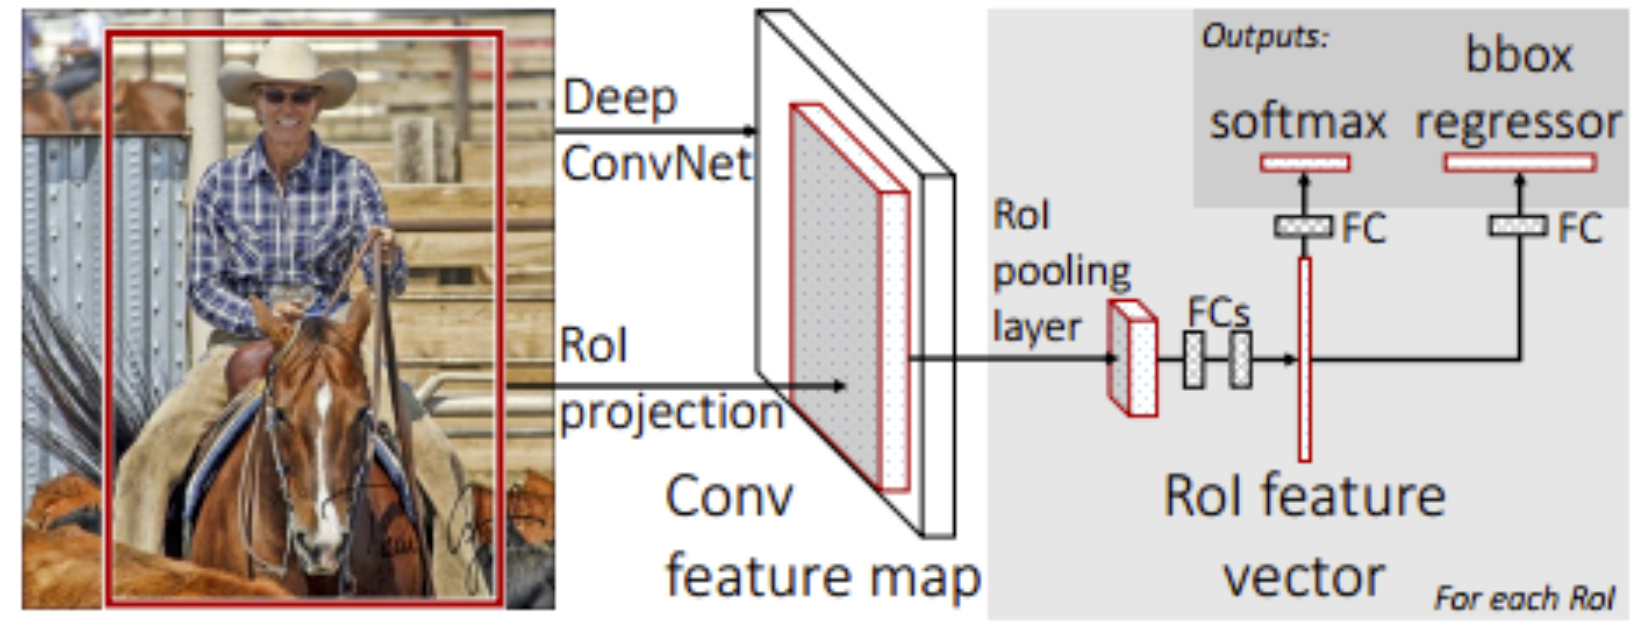 Deep
ConvNet
RoI
projection
Conv
feature map
RoI
pooling
layer
FCs
RoI feature
vector
For each RoI
Outputs:
softmax
bbox
regressor
FC
FC